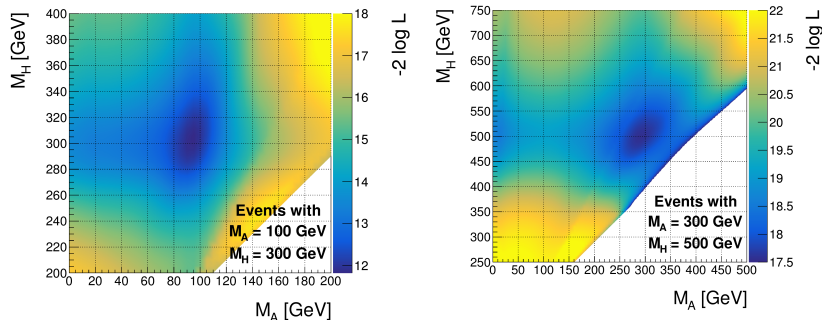 M_H [GeV]
400
380
360
340
320
300
280
260
240
220
200
0 20 40 60 80 100 120 140 160 180 200
M_A [GeV]
Events with
M_A = 100 GeV
M_H = 300 GeV
18
17
16
15
14
13
12
-2 log L
M_H [GeV]
750
700
650
600
550
500
450
400
350
300
250
0 50 100 150 200 250 300 350 400 450 500
M_A [GeV]
Events with
M_A = 300 GeV
M_H = 500 GeV
22
21.5
21
20.5
20
19.5
19
18.5
18
17.5
-2 log L